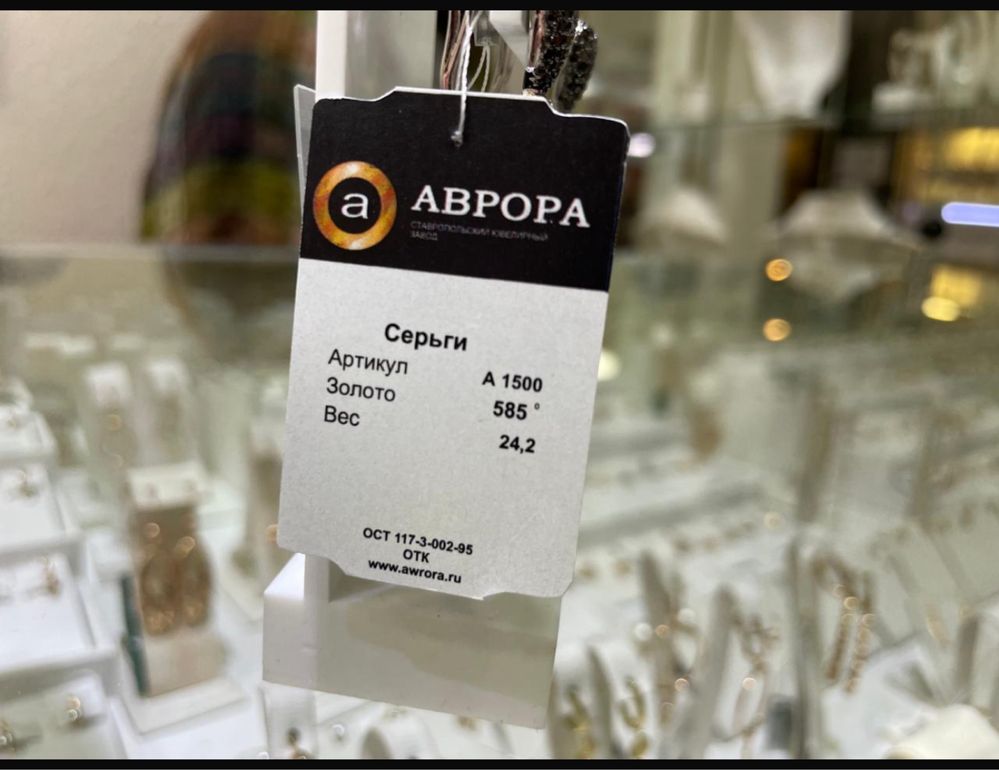 а
АВРОРА
СТАВРОПОЛЬСКИЙ ЮВЕЛИРНЫЙ
ЗАВОД
Серьги
Артикул А 1500
Золото 585 °
Вес 24,2
ОСТ 117-3-002-95
ОТК
www.awrora.ru